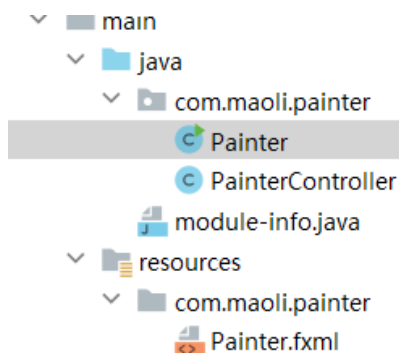 main
java
com.maoli.painter
Painter
PainterController
module-info.java
resources
com.maoli.painter
Painter.fxml